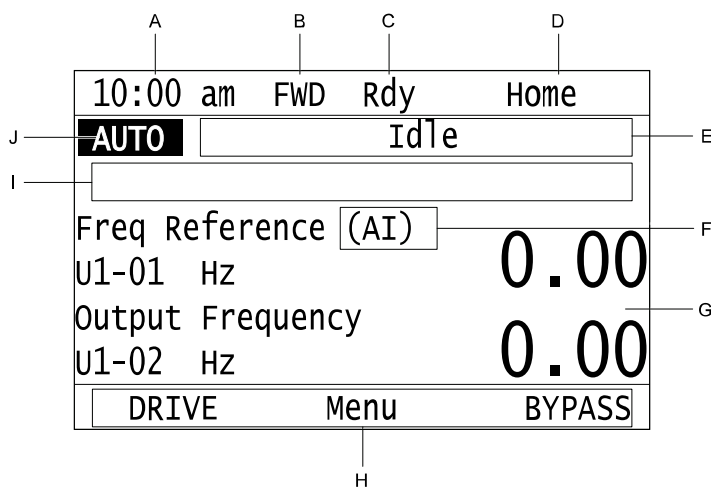 A B C D
10:00 am FWD Rdy Home
J AUTO Idle E
I
Freq Reference (AI) F
U1-01 Hz 0.00
G
Output Frequency
U1-02 Hz 0.00
DRIVE Menu BYPASS
H